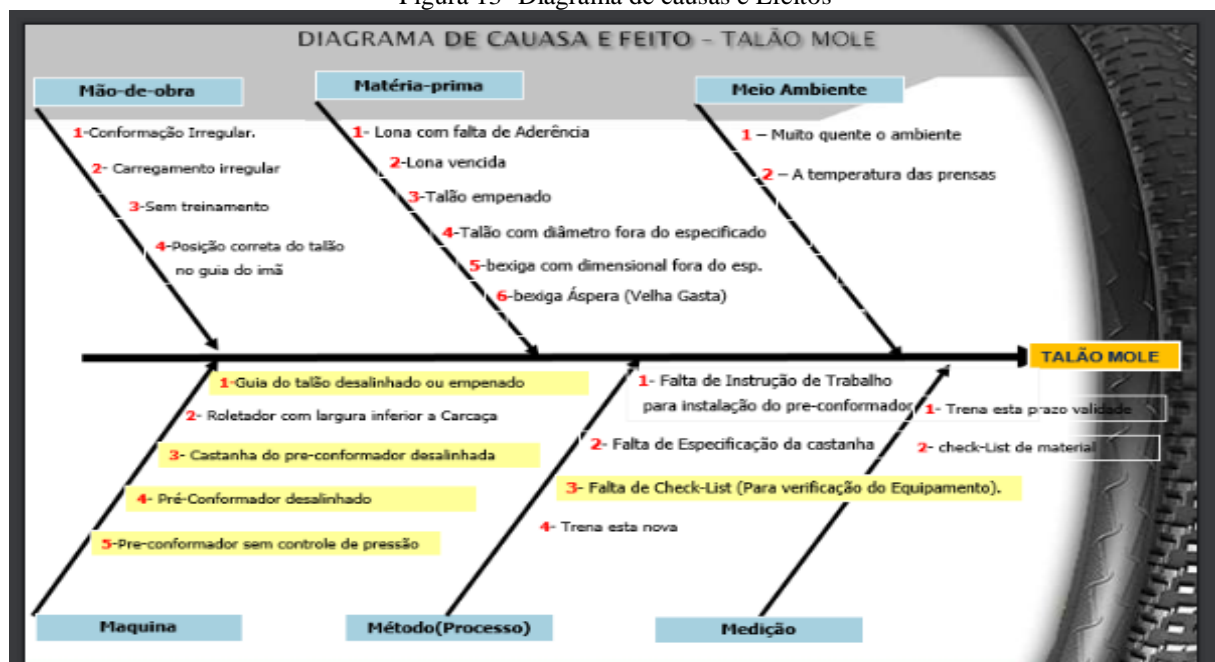 Figura 13- Diagrama de causas e Efeitos
DIAGRAMA DE CAUASA E FEITO – TALÃO MOLE
Mão-de-obra
1-Conformação Irregular.
2- Carregamento irregular
3-Sem treinamento
4-Posição correta do talão
no guia do imã
Matéria-prima
1- Lona com falta de Aderência
2-Lona vencida
3-Talão empenado
4-Talão com diâmetro fora do especificado
5-bexiga com dimensional fora do esp.
6-bexiga Áspera (Velha Gasta)
Meio Ambiente
1 – Muito quente o ambiente
2 – A temperatura das prensas
TALÃO MOLE
1-Guia do talão desalinhado ou empenado
2- Roletador com largura inferior a Carcaça
3- Castanha do pre-conformador desalinhada
4- Pré-Conformador desalinhado
5-Pre-conformador sem controle de pressão
Maquina
1- Falta de Instrução de Trabalho
para instalação do pre-conformador
2- Falta de Especificação da castanha
3- Falta de Check-List (Para verificação do Equipamento).
4- Trena esta nova
Método(Processo)
1- Trena esta prazo validade
2- check-List de material
Medição